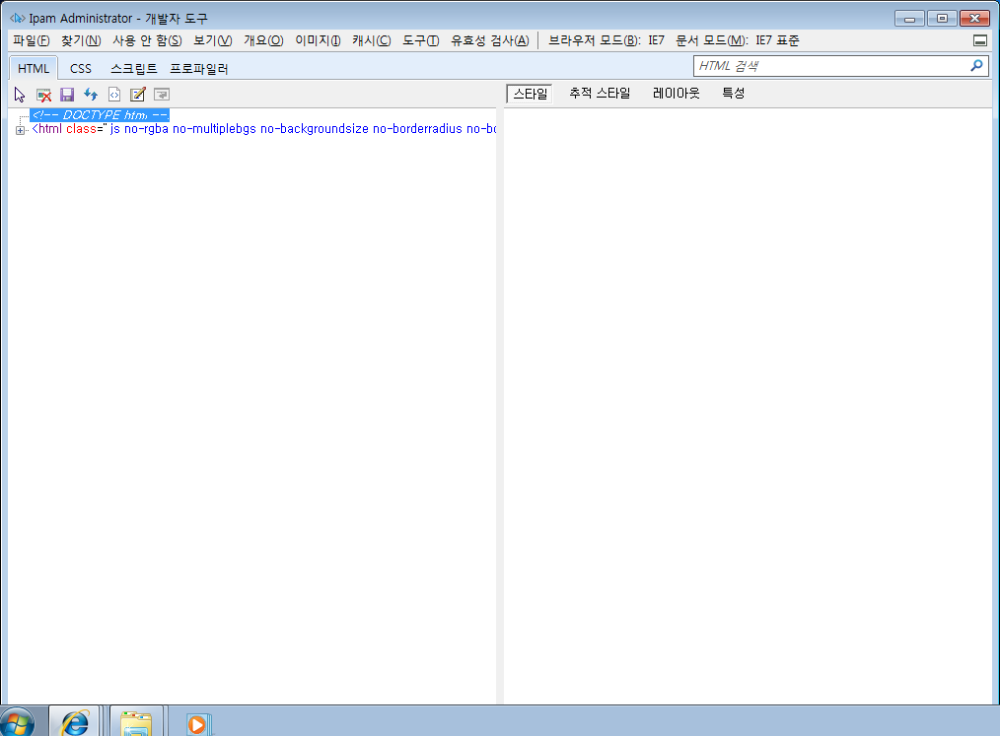 Ipam Administrator - 개발자 도구
파일(F) 찾기(N) 사용 안 함(S) 보기(V) 개요(O) 이미지(I) 캐시(C) 도구(T) 유효성 검사(A) 브라우저 모드(B): IE7 문서 모드(M): IE7 표준
HTML CSS 스크립트 프로파일러 HTML 검색
스타일 추적 스타일 레이아웃 특성
<!-- DOCTYPE html -->
<html class=" js no-rgba no-multiplebgs no-backgroundsize no-borderradius no-bo